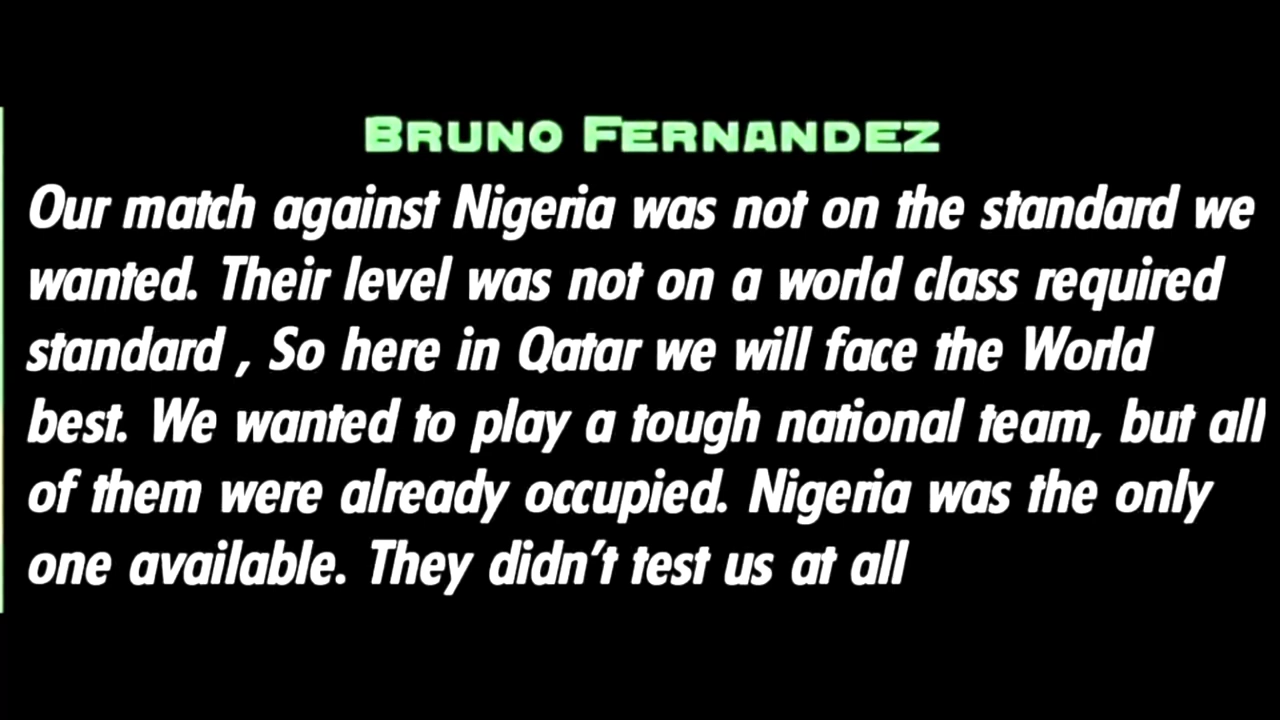 BRUNO FERNANDEZ
Our match against Nigeria was not on the standard we
wanted. Their level was not on a world class required
standard , So here in Qatar we will face the World
best. We wanted to play a tough national team, but all
of them were already occupied. Nigeria was the only
one available. They didn't test us at all